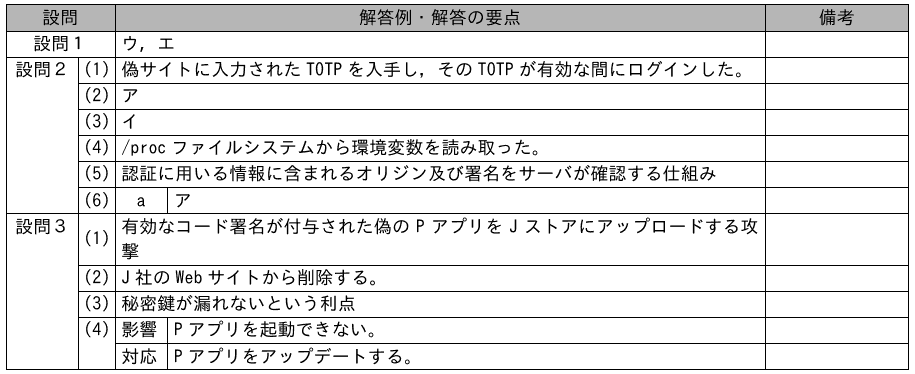 設問 解答例・解答の要点 備考
設問1 ウ，エ
設問2 (1) 偽サイトに入力された TOTP を入手し，その TOTP が有効な間にログインした。
(2) ア
(3) イ
(4) /proc ファイルシステムから環境変数を読み取った。
(5) 認証に用いる情報に含まれるオリジン及び署名をサーバが確認する仕組み
(6) a ア
設問3 (1) 有効なコード署名が付与された偽の P アプリを J ストアにアップロードする攻
撃
(2) J 社の Web サイトから削除する。
(3) 秘密鍵が漏れないという利点
(4) 影響 P アプリを起動できない。
対応 P アプリをアップデートする。